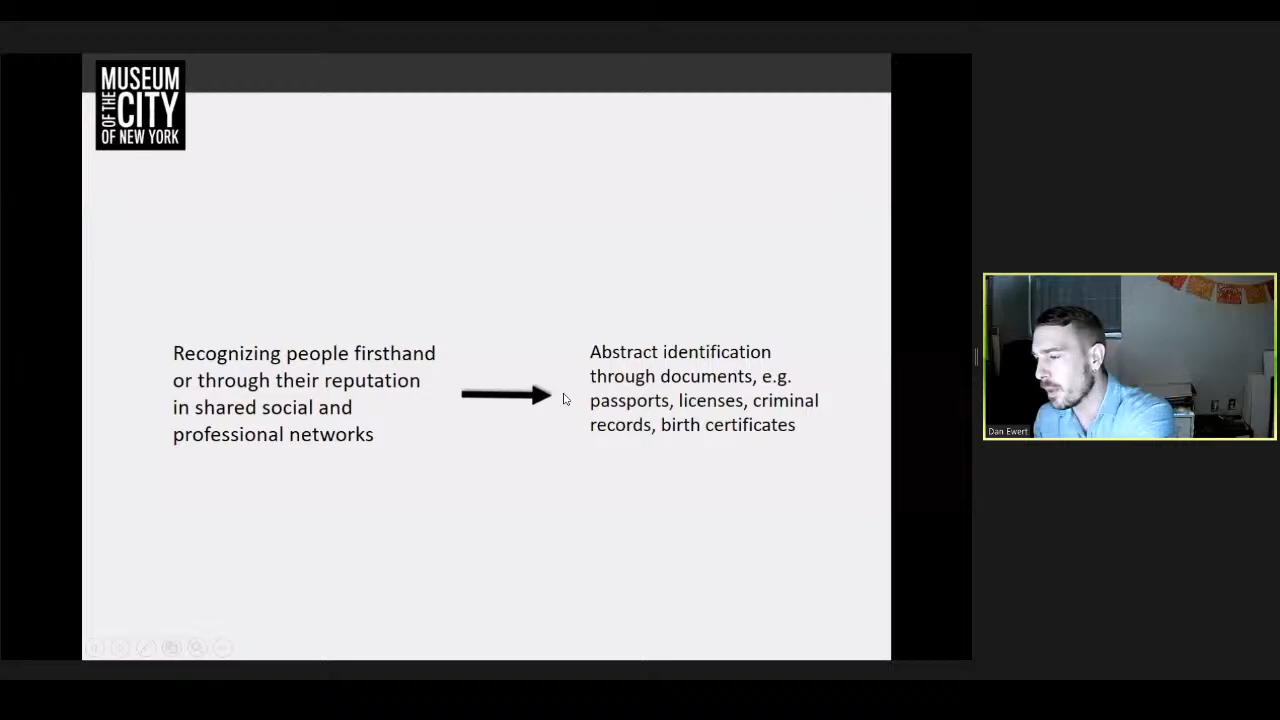 MUSEUM
OF THE
CITY
OF NEW YORK
Recognizing people firsthand
or through their reputation
in shared social and
professional networks
Abstract identification
through documents, e.g.
passports, licenses, criminal
records, birth certificates
Dan Ewert